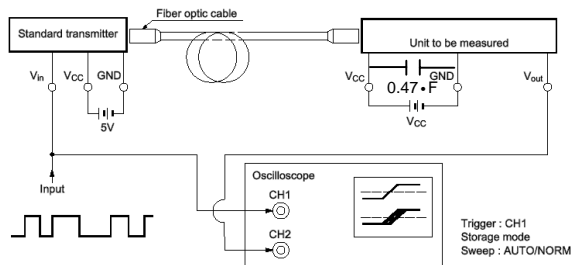 Fiber optic cable
Standard transmitter
Unit to be measured
Vin
VCC
GND
VCC
GND
Vout
0.47•F
5V
VCC
Input
Oscilloscope
CH1
CH2
Trigger : CH1
Storage mode
Sweep : AUTO/NORM